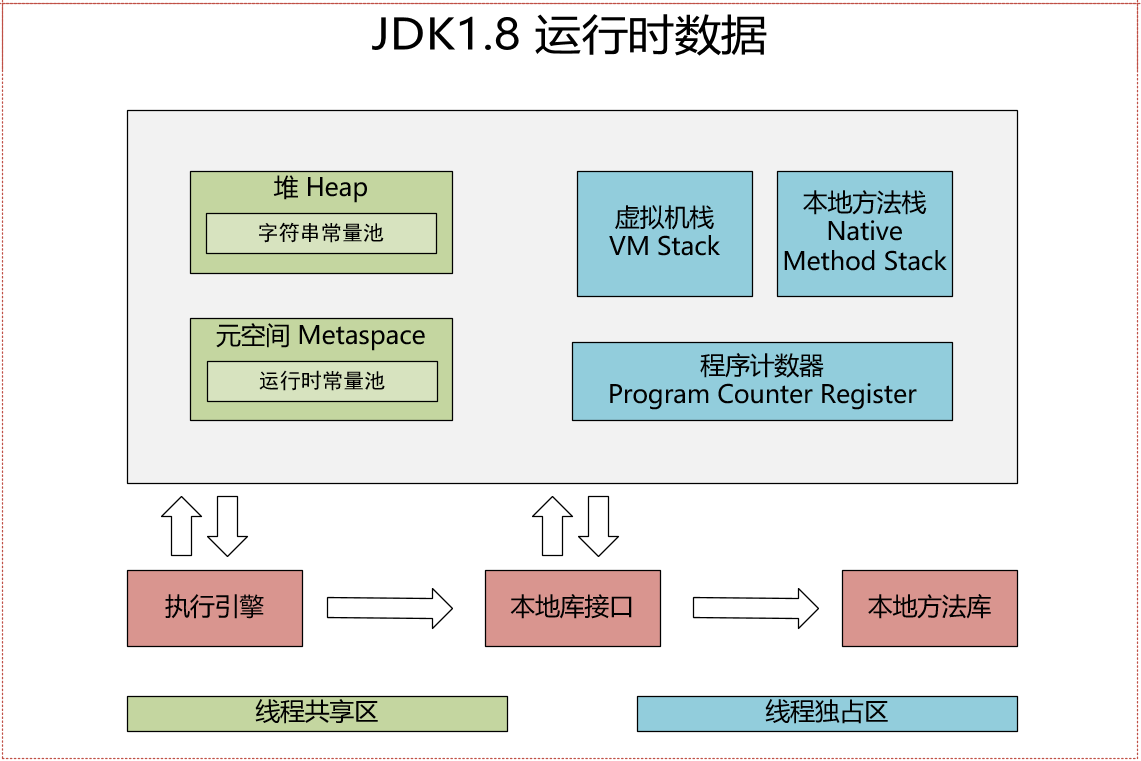 JDK1.8 运行时数据
堆 Heap
字符串常量池
元空间 Metaspace
运行时常量池
虚拟机栈
VM Stack
本地方法栈
Native
Method Stack
程序计数器
Program Counter Register
执行引擎
本地库接口
本地方法库
线程共享区
线程独占区